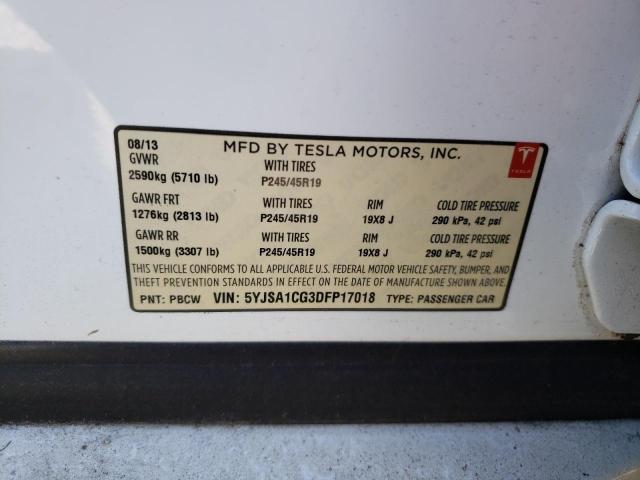 08/13
MFD BY TESLA MOTORS, INC.
TESLA
GVWR WITH TIRES
2590kg (5710 lb) P245/45R19
GAWR FRT WITH TIRES RIM COLD TIRE PRESSURE
1276kg (2813 lb) P245/45R19 19X8 J 290 kPa, 42 psi
GAWR RR WITH TIRES RIM COLD TIRE PRESSURE
1500kg (3307 lb) P245/45R19 19X8 J 290 kPa, 42 psi
THIS VEHICLE CONFORMS TO ALL APPLICABLE U.S. FEDERAL MOTOR VEHICLE SAFETY, BUMPER, AND
THEFT PREVENTION STANDARDS IN EFFECT ON THE DATE OF MANUFACTURE SHOWN ABOVE.
PNT: PBCW VIN: 5YJSA1CG3DFP17018 TYPE: PASSENGER CAR